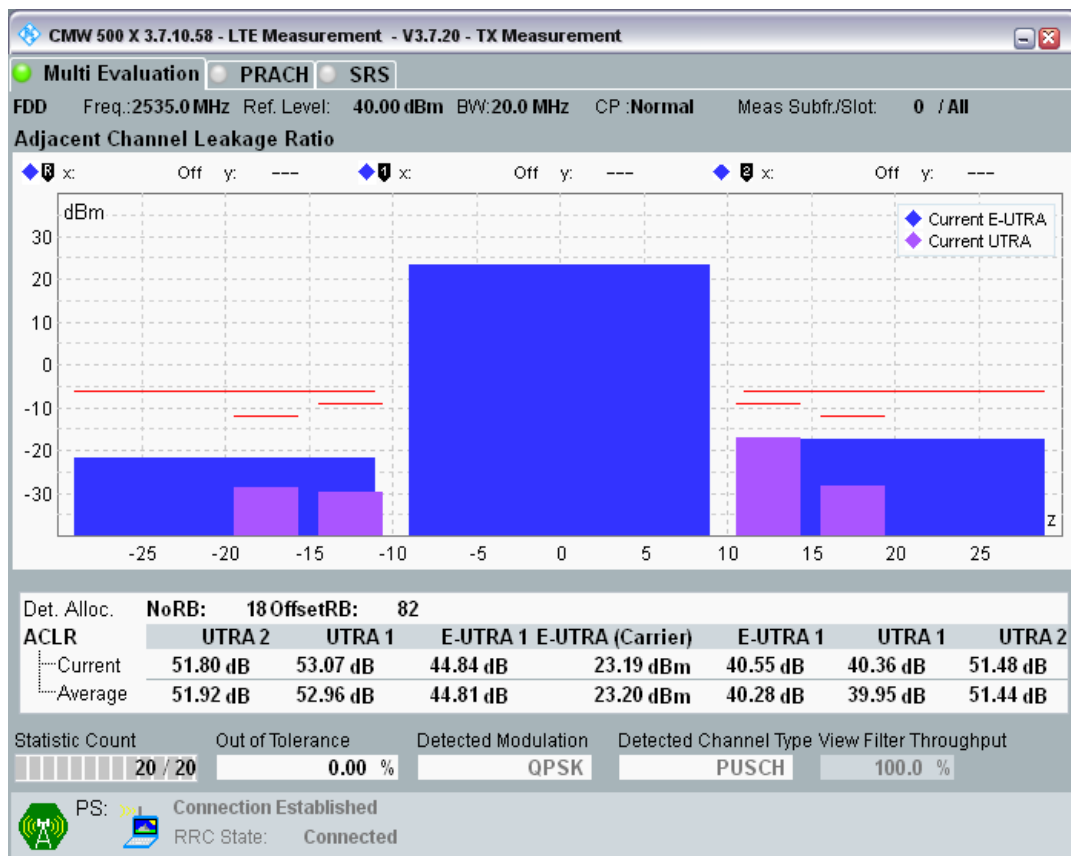 CMW 500 X 3.7.10.58 - LTE Measurement - V3.7.20 - TX Measurement
Multi Evaluation PRACH SRS
FDD Freq.:2535.0 MHz Ref. Level: 40.00 dBm BW:20.0 MHz CP :Normal Meas Subfr./Slot: 0 / All
Adjacent Channel Leakage Ratio
R x: Off y: --- 1 x: Off y: --- 2 x: Off y: ---
dBm
Current E-UTRA
Current UTRA
30
20
10
0
-10
-20
-30
z
-25 -20 -15 -10 -5 0 5 10 15 20 25
Det. Alloc. NoRB: 18 OffsetRB: 82
ACLR UTRA 2 UTRA 1 E-UTRA 1 E-UTRA (Carrier) E-UTRA 1 UTRA 1 UTRA 2
Current 51.80 dB 53.07 dB 44.84 dB 23.19 dBm 40.55 dB 40.36 dB 51.48 dB
Average 51.92 dB 52.96 dB 44.81 dB 23.20 dBm 40.28 dB 39.95 dB 51.44 dB
Statistic Count Out of Tolerance Detected Modulation Detected Channel Type View Filter Throughput
20 / 20 0.00 % QPSK PUSCH 100.0 %
PS: Connection Established
RRC State: Connected